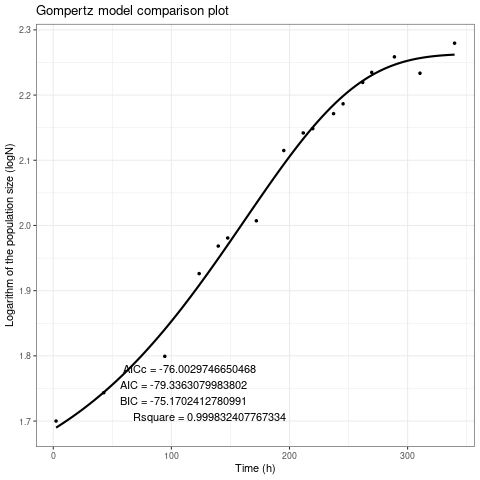 Gompertz model comparison plot
Logarithm of the population size (logN)
2.3
2.2
2.1
2.0
1.9
1.8
1.7
AICc = -76.0029746650468
AIC = -79.3363079983802
BIC = -75.1702412780991
Rsquare = 0.999832407767334
0 100 200 300
Time (h)